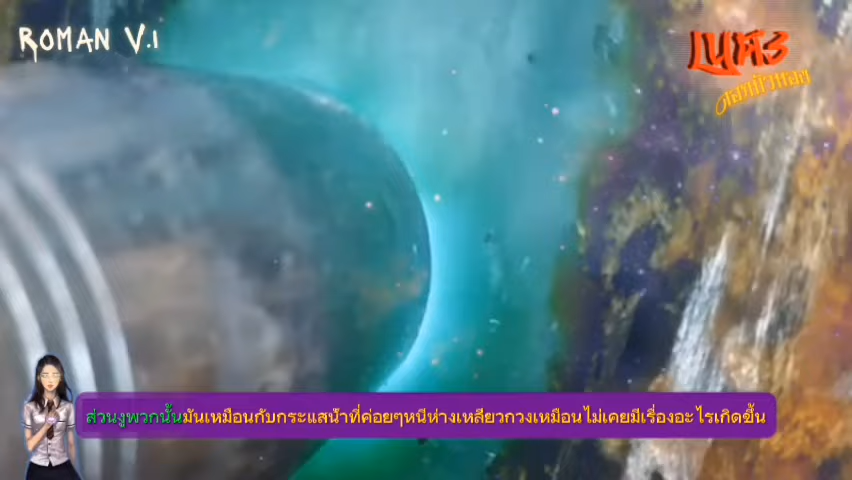 ROMAN V.1
ส่วนงูพวกนั้นมันเหมือนกับกระแสน้ำที่ค่อยๆหนีห่างเหลียวกวงเหมือนไม่เคยมีเรื่องอะไรเกิดขึ้น